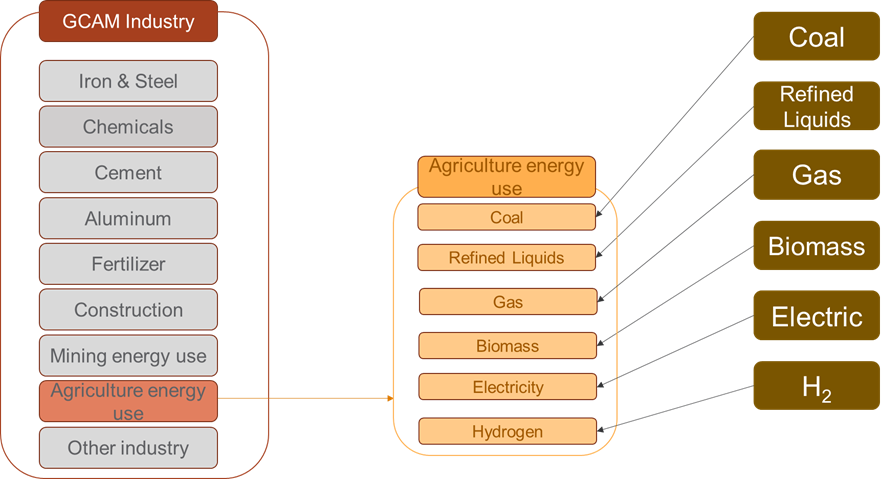 GCAM Industry
Iron & Steel
Chemicals
Cement
Aluminum
Fertilizer
Construction
Mining energy use
Agriculture energy
use
Other industry
Agriculture energy
use
Coal
Refined Liquids
Gas
Biomass
Electricity
Hydrogen
Coal
Refined
Liquids
Gas
Biomass
Electric
H₂